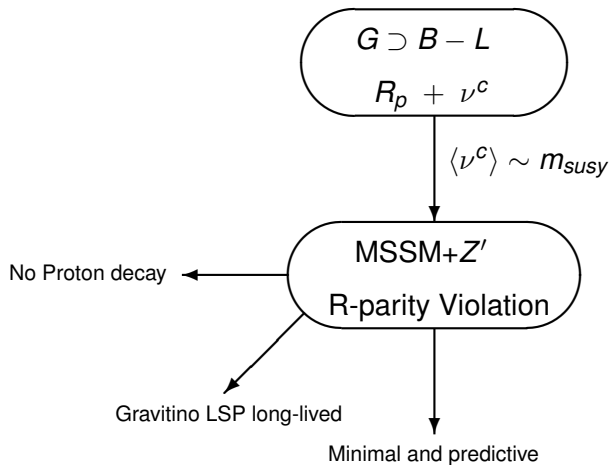 G ⊃ B − L
R_p + ν^c
⟨ν^c⟩ ∼ m_susy
MSSM+Z′
R-parity Violation
No Proton decay
Gravitino LSP long-lived
Minimal and predictive